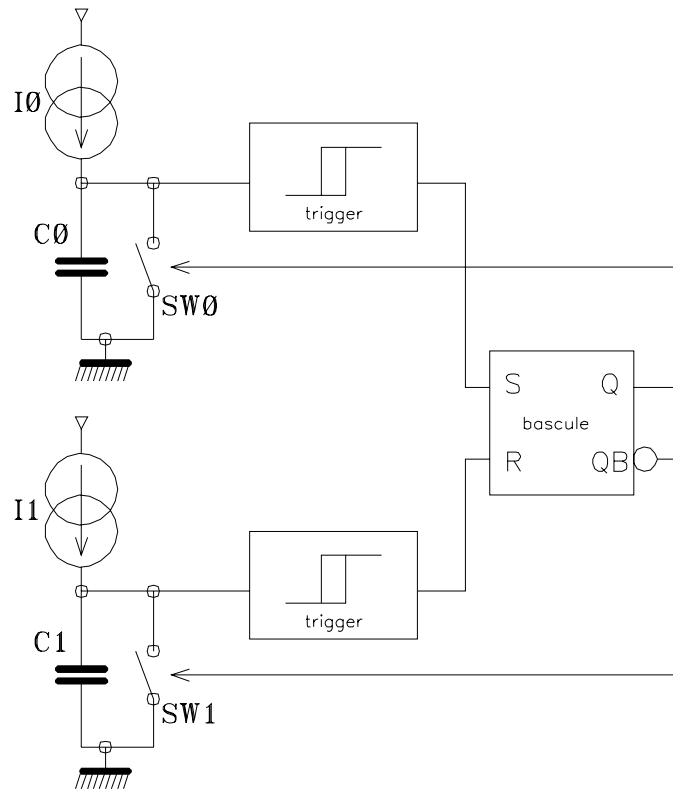 IØ
trigger
CØ
SWØ
S Q
bascule
R QB
I1
trigger
C1
SW1